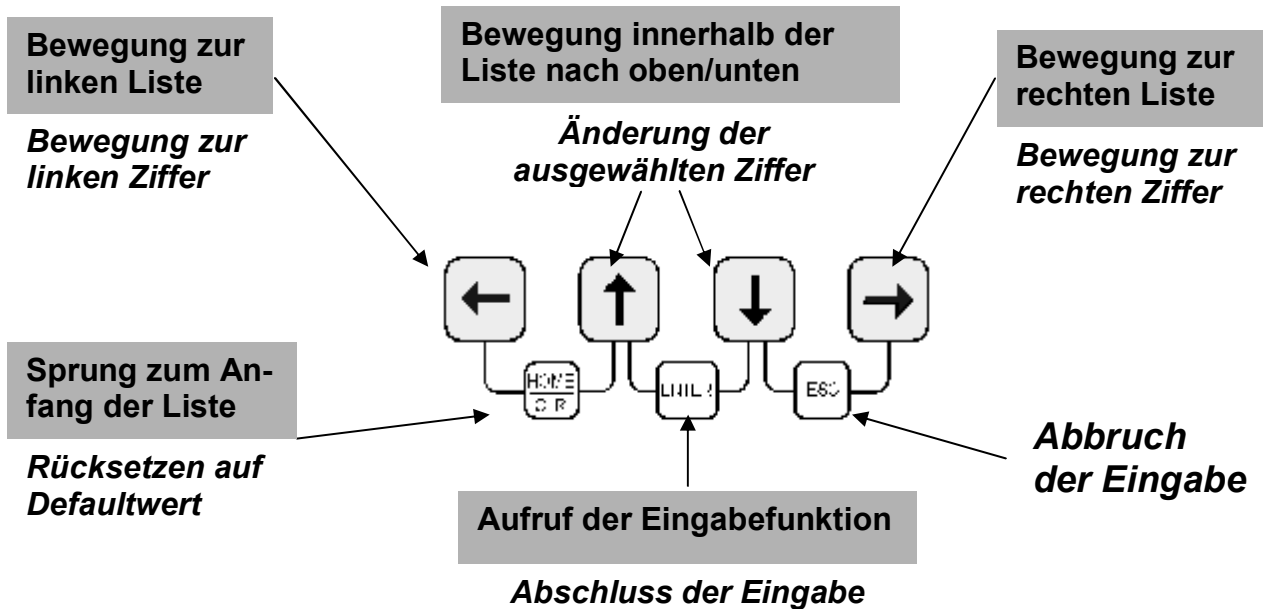 Bewegung zur
linken Liste
Bewegung zur
linken Ziffer
Bewegung innerhalb der
Liste nach oben/unten
Änderung der
ausgewählten Ziffer
Bewegung zur
rechten Liste
Bewegung zur
rechten Ziffer
HOME
ESC
Sprung zum An-
fang der Liste
Rücksetzen auf
Defaultwert
Aufruf der Eingabefunktion
Abschluss der Eingabe
Abbruch
der Eingabe